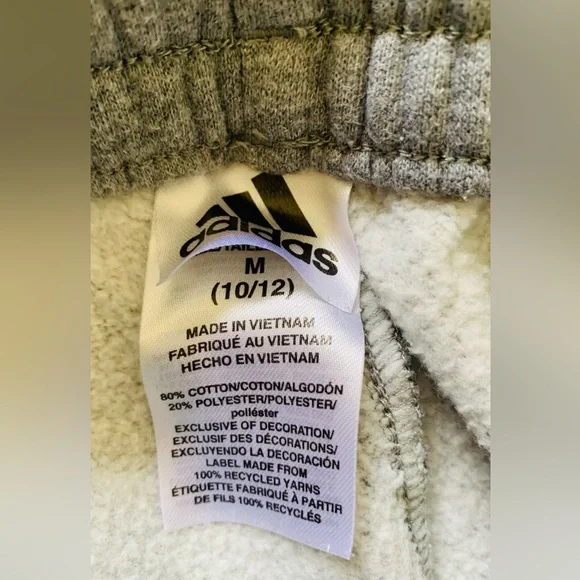 adidas
M
(10/12)
MADE IN VIETNAM
FABRIQUÉ AU VIETNAM
HECHO EN VIETNAM
80% COTTON/COTON/ALGODÓN
20% POLYESTER/POLYESTER/
poliéster
EXCLUSIVE OF DECORATION/
EXCLUSIF DES DÉCORATIONS/
EXCLUYENDO LA DECORACIÓN
LABEL MADE FROM
100% RECYCLED YARNS
ÉTIQUETTE FABRIQUÉ À PARTIR
DE FILS 100% RECYCLÉS